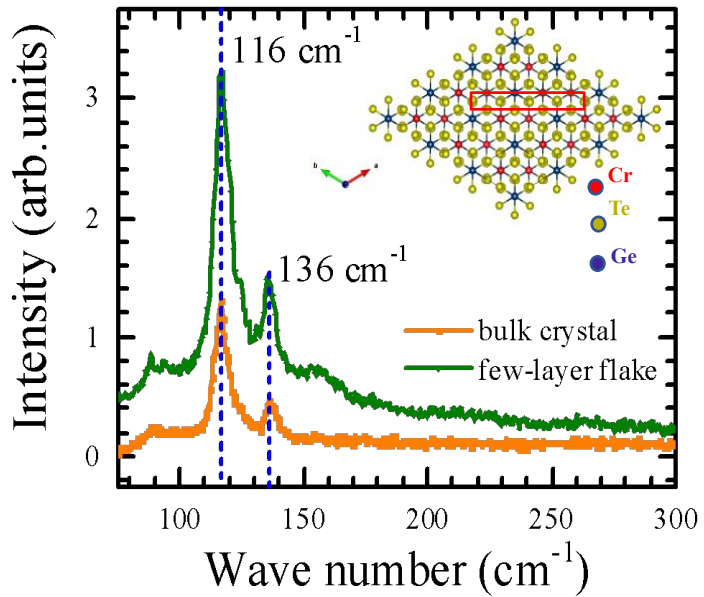 116 cm⁻¹
136 cm⁻¹
b
a
Cr
Te
Ge
bulk crystal
few-layer flake
3
2
1
0
Intensity (arb.units)
100
150
200
250
300
Wave number (cm⁻¹)